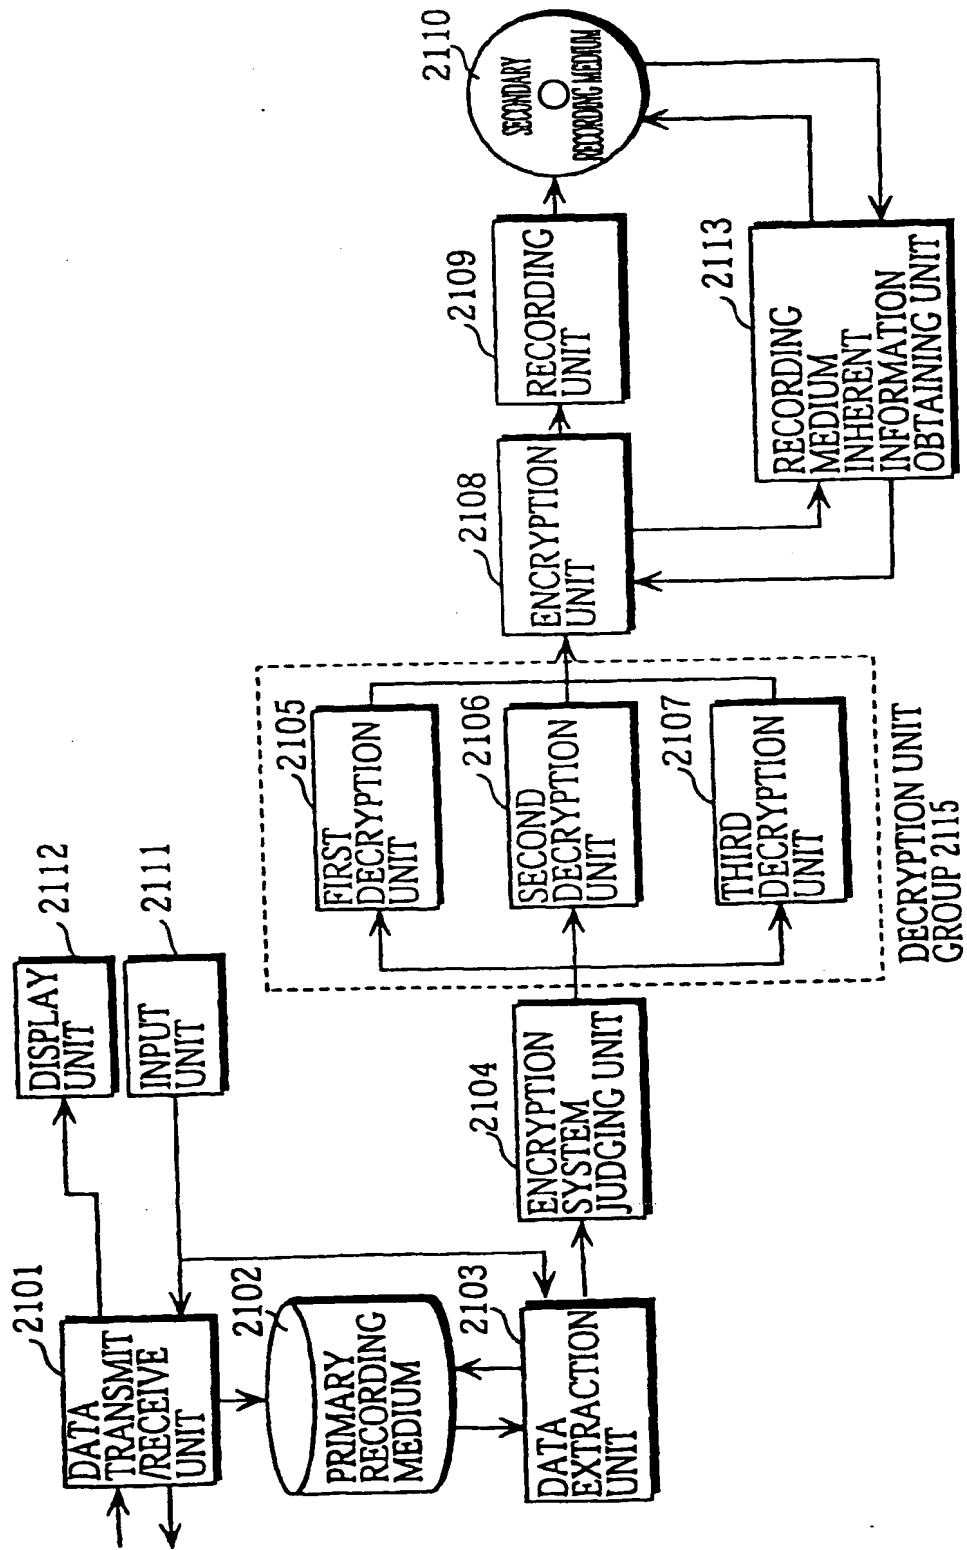 2101
DATA
TRANSMIT
/RECEIVE
UNIT
DISPLAY
UNIT
2112
INPUT
UNIT
2111
2102
PRIMARY
RECORDING
MEDIUM
2103
DATA
EXTRACTION
UNIT
2104
ENCRYPTION
SYSTEM
JUDGING UNIT
2105
FIRST
DECRYPTION
UNIT
2106
SECOND
DECRYPTION
UNIT
2107
THIRD
DECRYPTION
UNIT
DECRYPTION UNIT
GROUP 2115
2108
ENCRYPTION
UNIT
2109
RECORDING
UNIT
2110
SECONDARY
RECORDING MEDIUM
2113
RECORDING
MEDIUM
INHERENT
INFORMATION
OBTAINING UNIT